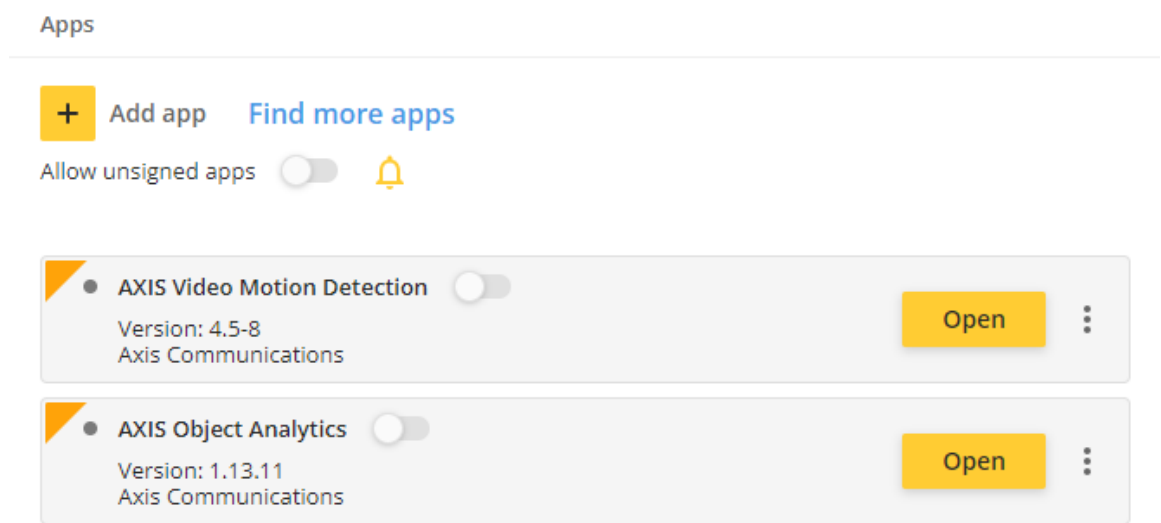 Apps
+ Add app Find more apps
Allow unsigned apps
AXIS Video Motion Detection
Version: 4.5-8
Axis Communications
Open
AXIS Object Analytics
Version: 1.13.11
Axis Communications
Open